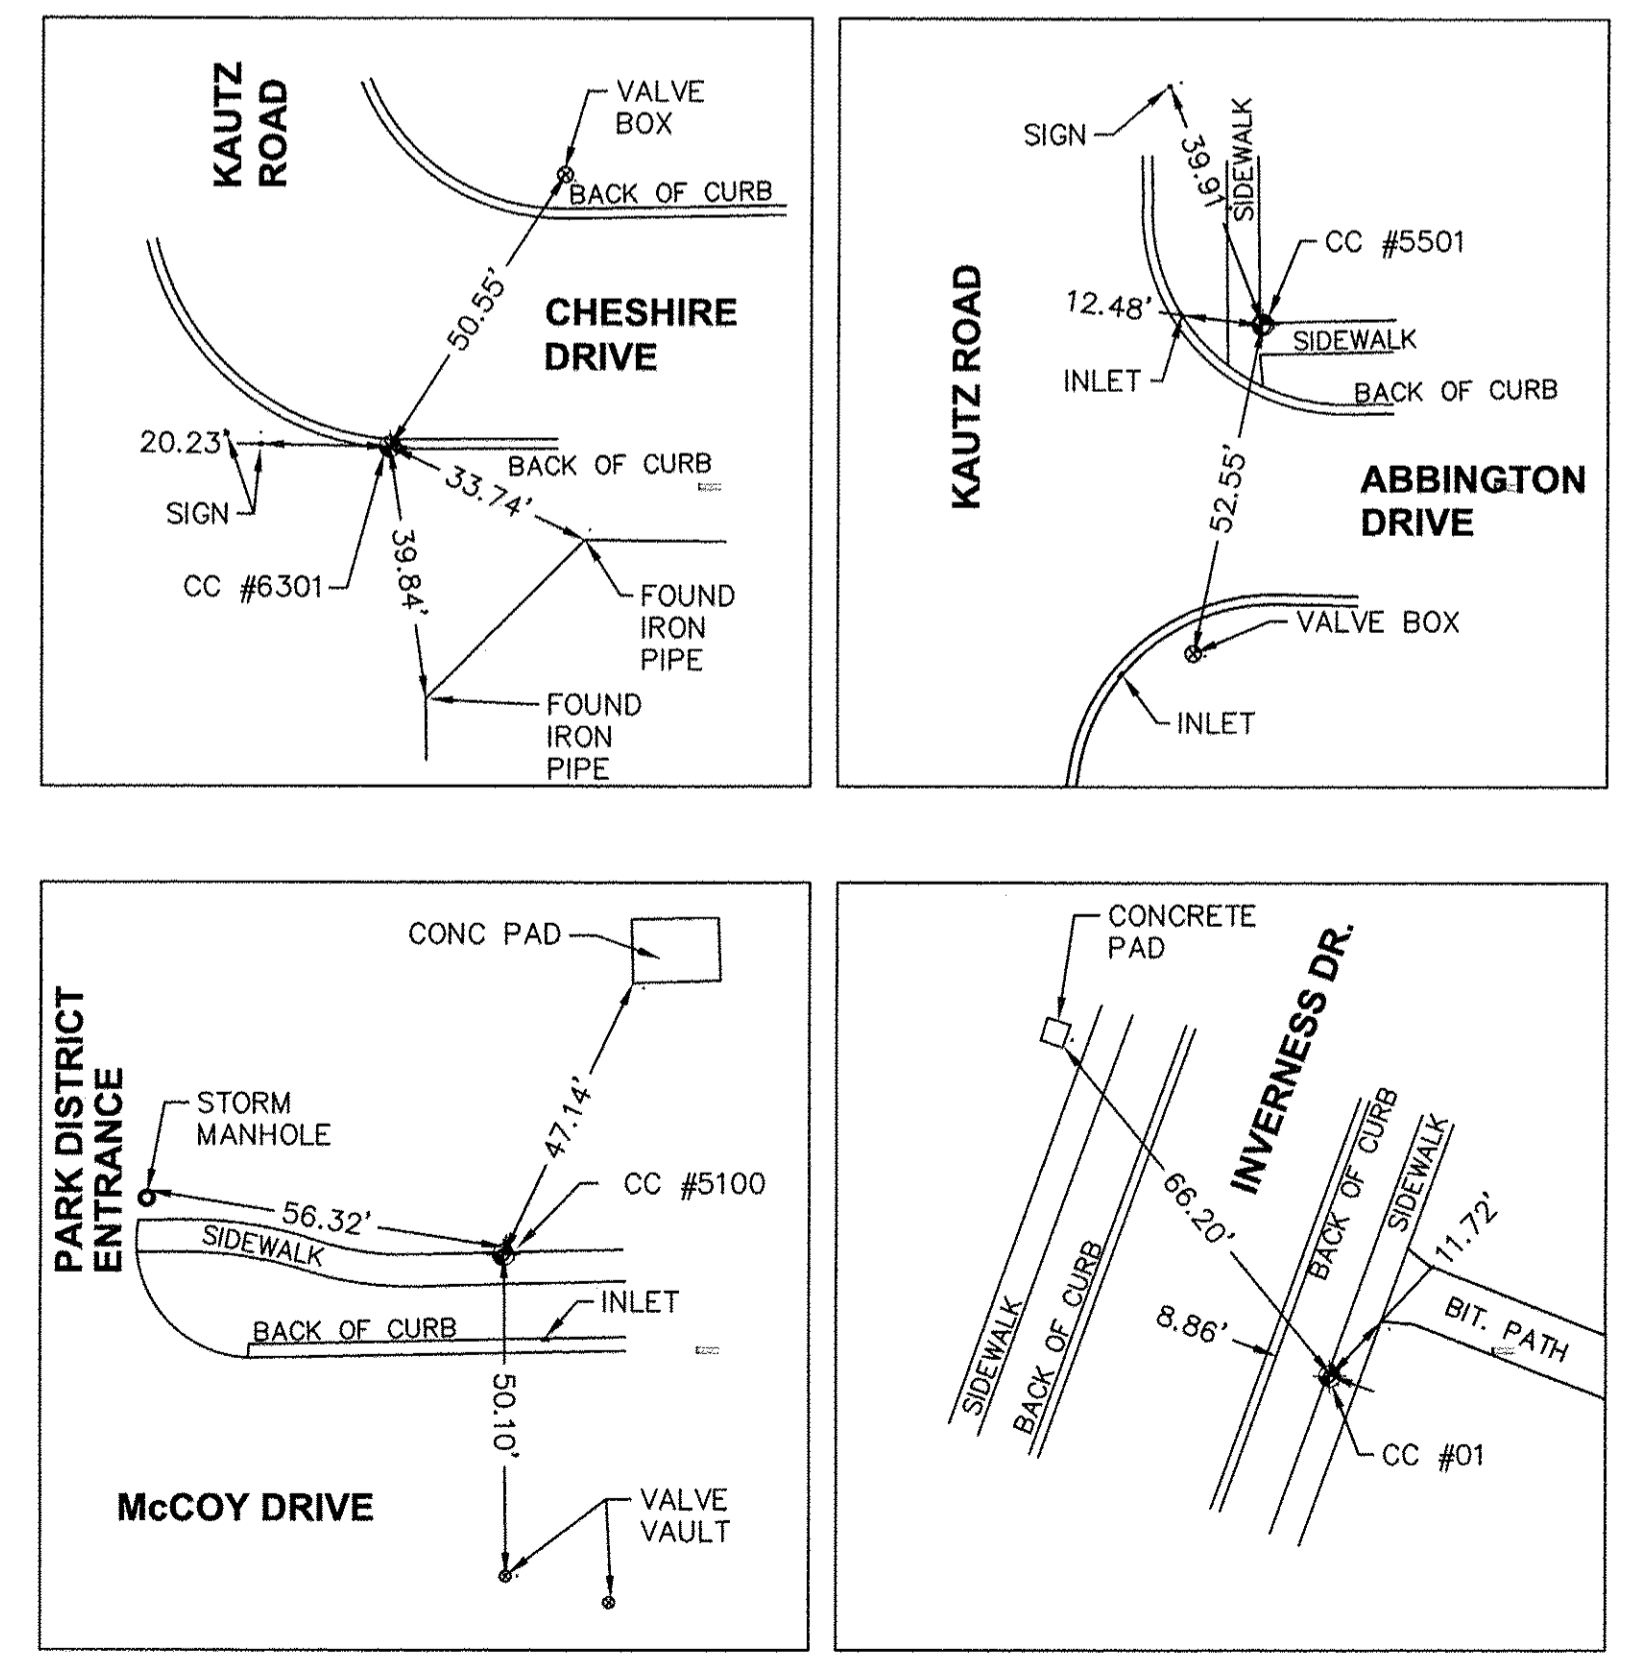 KAUTZ
ROAD
VALVE
BOX
BACK OF CURB
50.55'
CHESHIRE
DRIVE
20.23'
BACK OF CURB
33.74'
SIGN
39.84'
CC #6301
FOUND
IRON
PIPE
FOUND
IRON
PIPE
SIGN
39.91'
SIDEWALK
CC #5501
12.48'
KAUTZ ROAD
SIDEWALK
INLET
BACK OF CURB
52.55'
ABBINGTON
DRIVE
VALVE BOX
INLET
CONC PAD
PARK DISTRICT
ENTRANCE
STORM
MANHOLE
47.14'
CC #5100
56.32'
SIDEWALK
INLET
BACK OF CURB
50.10'
McCOY DRIVE
VALVE
VAULT
CONCRETE
PAD
INVERNESS DR.
66.20'
BACK OF CURB
SIDEWALK
11.72'
SIDEWALK
BACK OF CURB
8.86'
BIT. PATH
CC #01